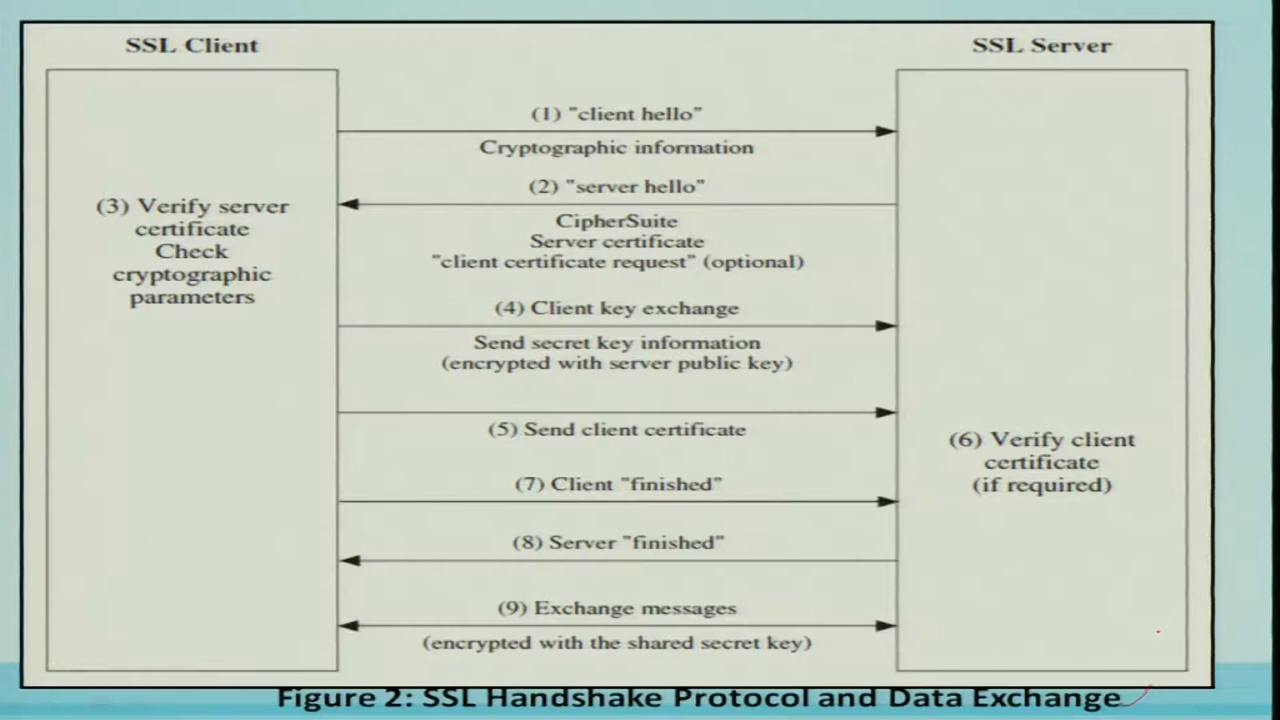 SSL Client
SSL Server
(1) "client hello"
Cryptographic information
(2) "server hello"
CipherSuite
Server certificate
"client certificate request" (optional)
(3) Verify server
certificate
Check
cryptographic
parameters
(4) Client key exchange
Send secret key information
(encrypted with server public key)
(5) Send client certificate
(6) Verify client
certificate
(if required)
(7) Client "finished"
(8) Server "finished"
(9) Exchange messages
(encrypted with the shared secret key)
Figure 2: SSL Handshake Protocol and Data Exchange